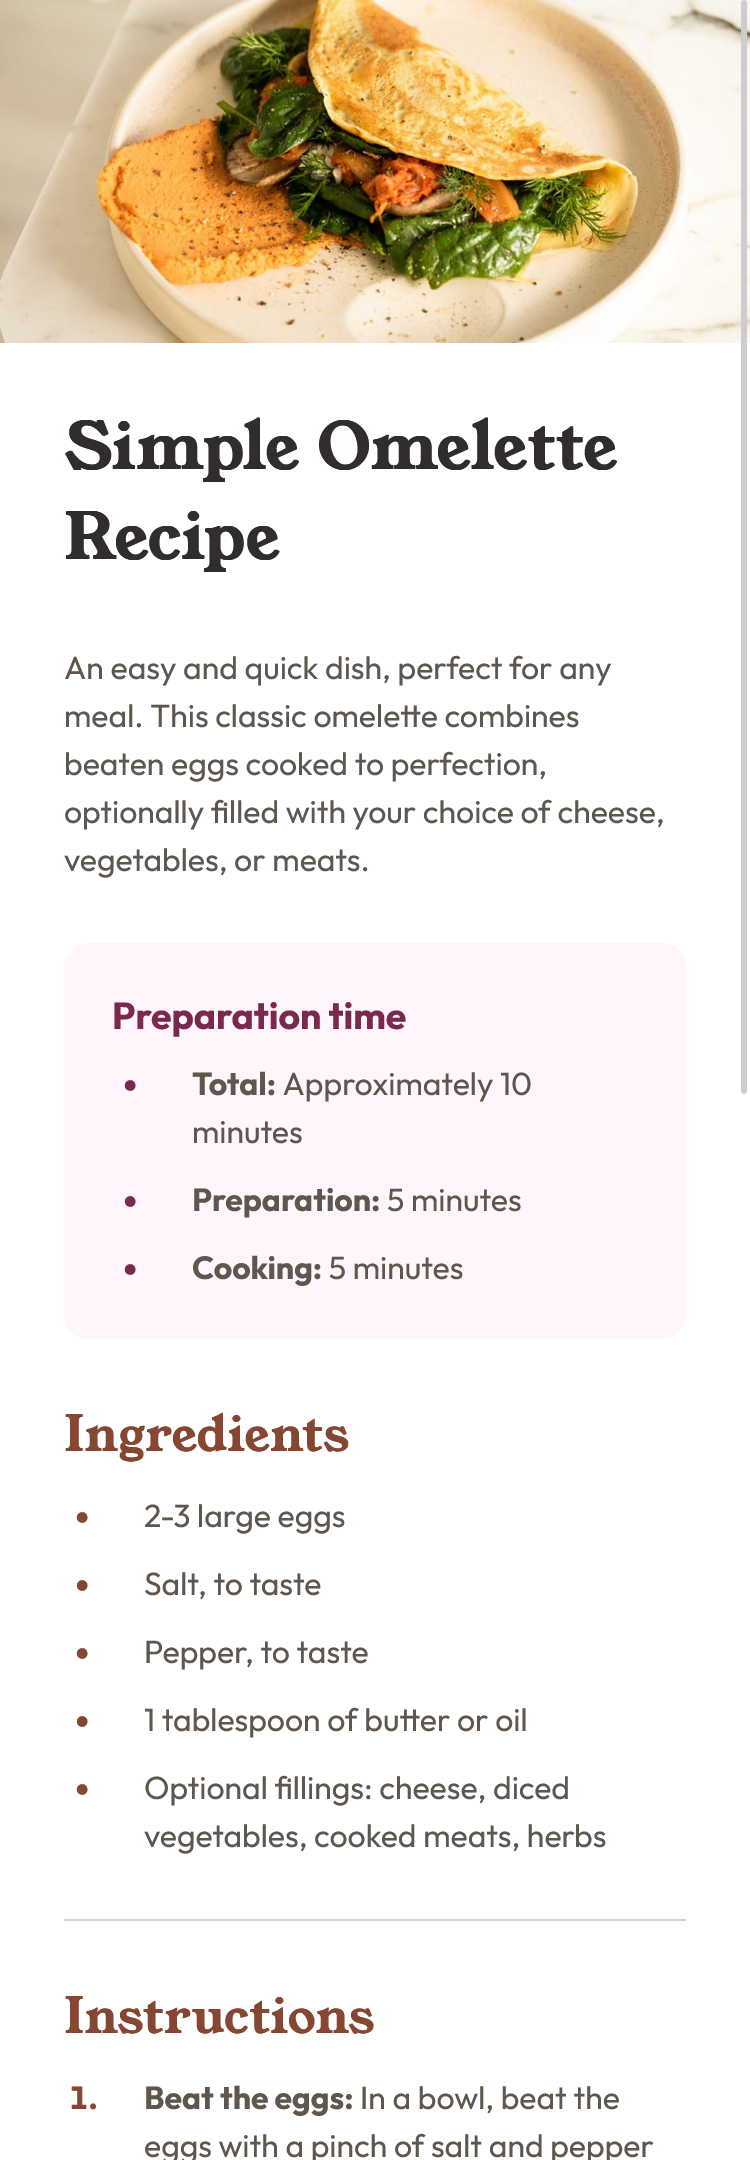 Simple Omelette
Recipe
An easy and quick dish, perfect for any
meal. This classic omelette combines
beaten eggs cooked to perfection,
optionally filled with your choice of cheese,
vegetables, or meats.
Preparation time
• Total: Approximately 10
minutes
• Preparation: 5 minutes
• Cooking: 5 minutes
Ingredients
• 2-3 large eggs
• Salt, to taste
• Pepper, to taste
• 1 tablespoon of butter or oil
• Optional fillings: cheese, diced
vegetables, cooked meats, herbs
Instructions
1. Beat the eggs: In a bowl, beat the
eggs with a pinch of salt and pepper